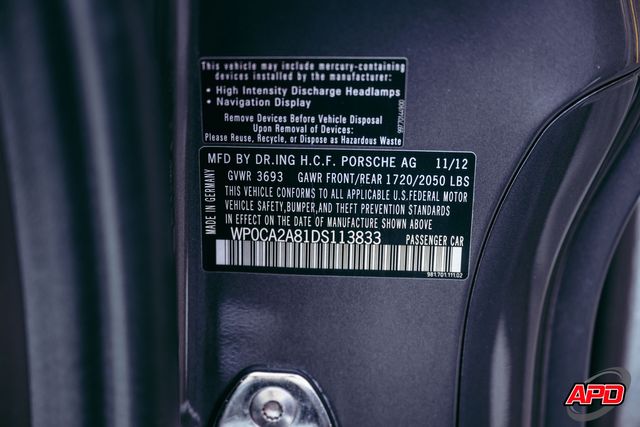 This vehicle may include mercury-containing
devices installed by the manufacturer:
• High Intensity Discharge Headlamps
• Navigation Display
Remove Devices Before Vehicle Disposal
Upon Removal of Devices:
Please Reuse, Recycle, or Dispose as Hazardous Waste
MFG BY DR.ING H.C.F. PORSCHE AG 11/12
GVWR 3693 GAWR FRONT/REAR 1720/2050 LBS
THIS VEHICLE CONFORMS TO ALL APPLICABLE U.S.FEDERAL MOTOR
VEHICLE SAFETY,BUMPER,AND THEFT PREVENTION STANDARDS
IN EFFECT ON THE DATE OF MANUFACTURE SHOWN ABOVE
WP0CA2A81DS113833 PASSENGER CAR
MADE IN GERMANY
981.701.111.02
APD